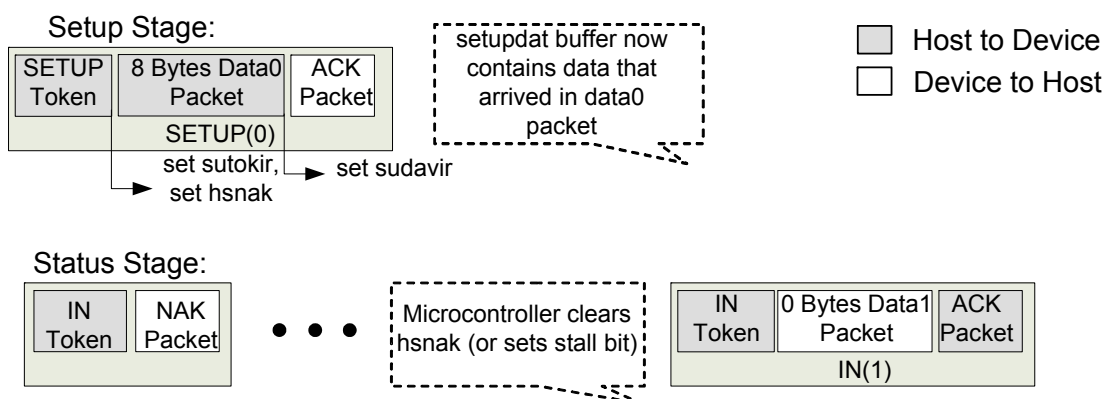 Setup Stage:
SETUP
Token
8 Bytes Data0
Packet
ACK
Packet
SETUP(0)
set sutokir,
set hsnak
set sudavir
setupdat buffer now
contains data that
arrived in data0
packet
Host to Device
Device to Host
Status Stage:
IN
Token
NAK
Packet
Microcontroller clears
hsnak (or sets stall bit)
IN
Token
0 Bytes Data1
Packet
ACK
Packet
IN(1)